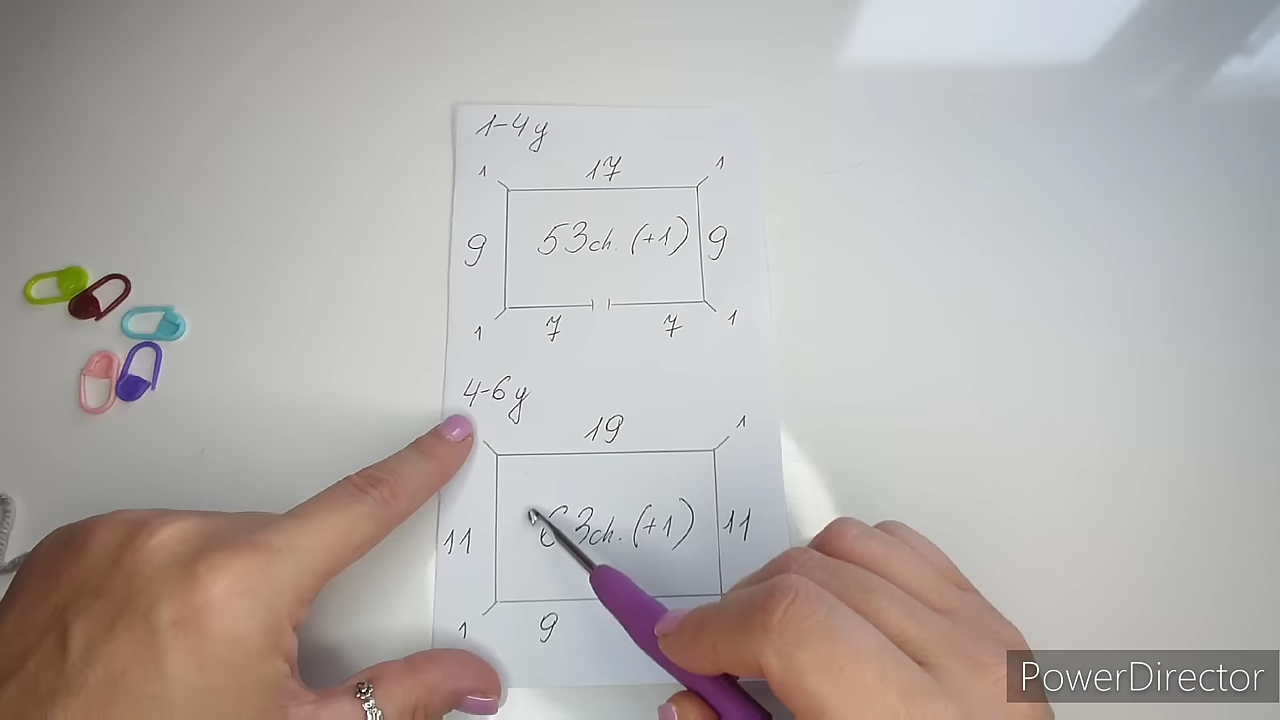 1-4y
1 17 1
9 53ch. (+1) 9
1 7 7 1
4-6y
19 1
11 63ch. (+1) 11
1 9
PowerDirector